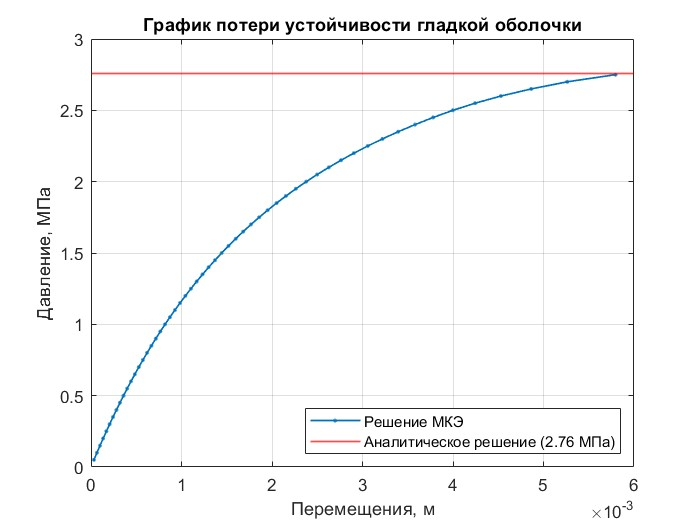 График потери устойчивости гладкой оболочки
3
2.5
2
1.5
1
0.5
0
Давление, МПа
Решение МКЭ
Аналитическое решение (2.76 МПа)
0 1 2 3 4 5 6
Перемещения, м
×10⁻³